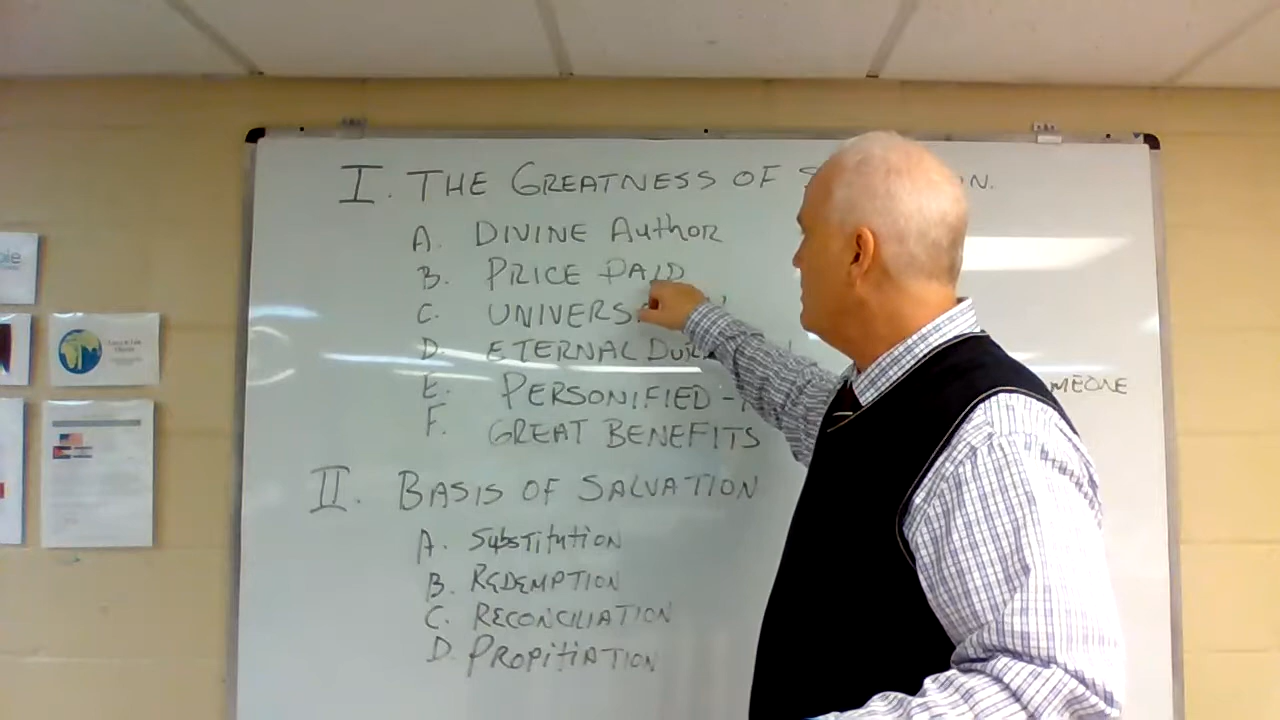 I. THE GREATNESS OF
A. DIVINE Author
B. PRICE PAID
C. UNIVERS
D. ETERNAL DUR
E. PERSONIFIED - MEONE
F. GREAT BENEFITS
II. BASIS OF SALVATION
A. Substitution
B. REDEMPTION
C. RECONCILIATION
D. PROPITIATION